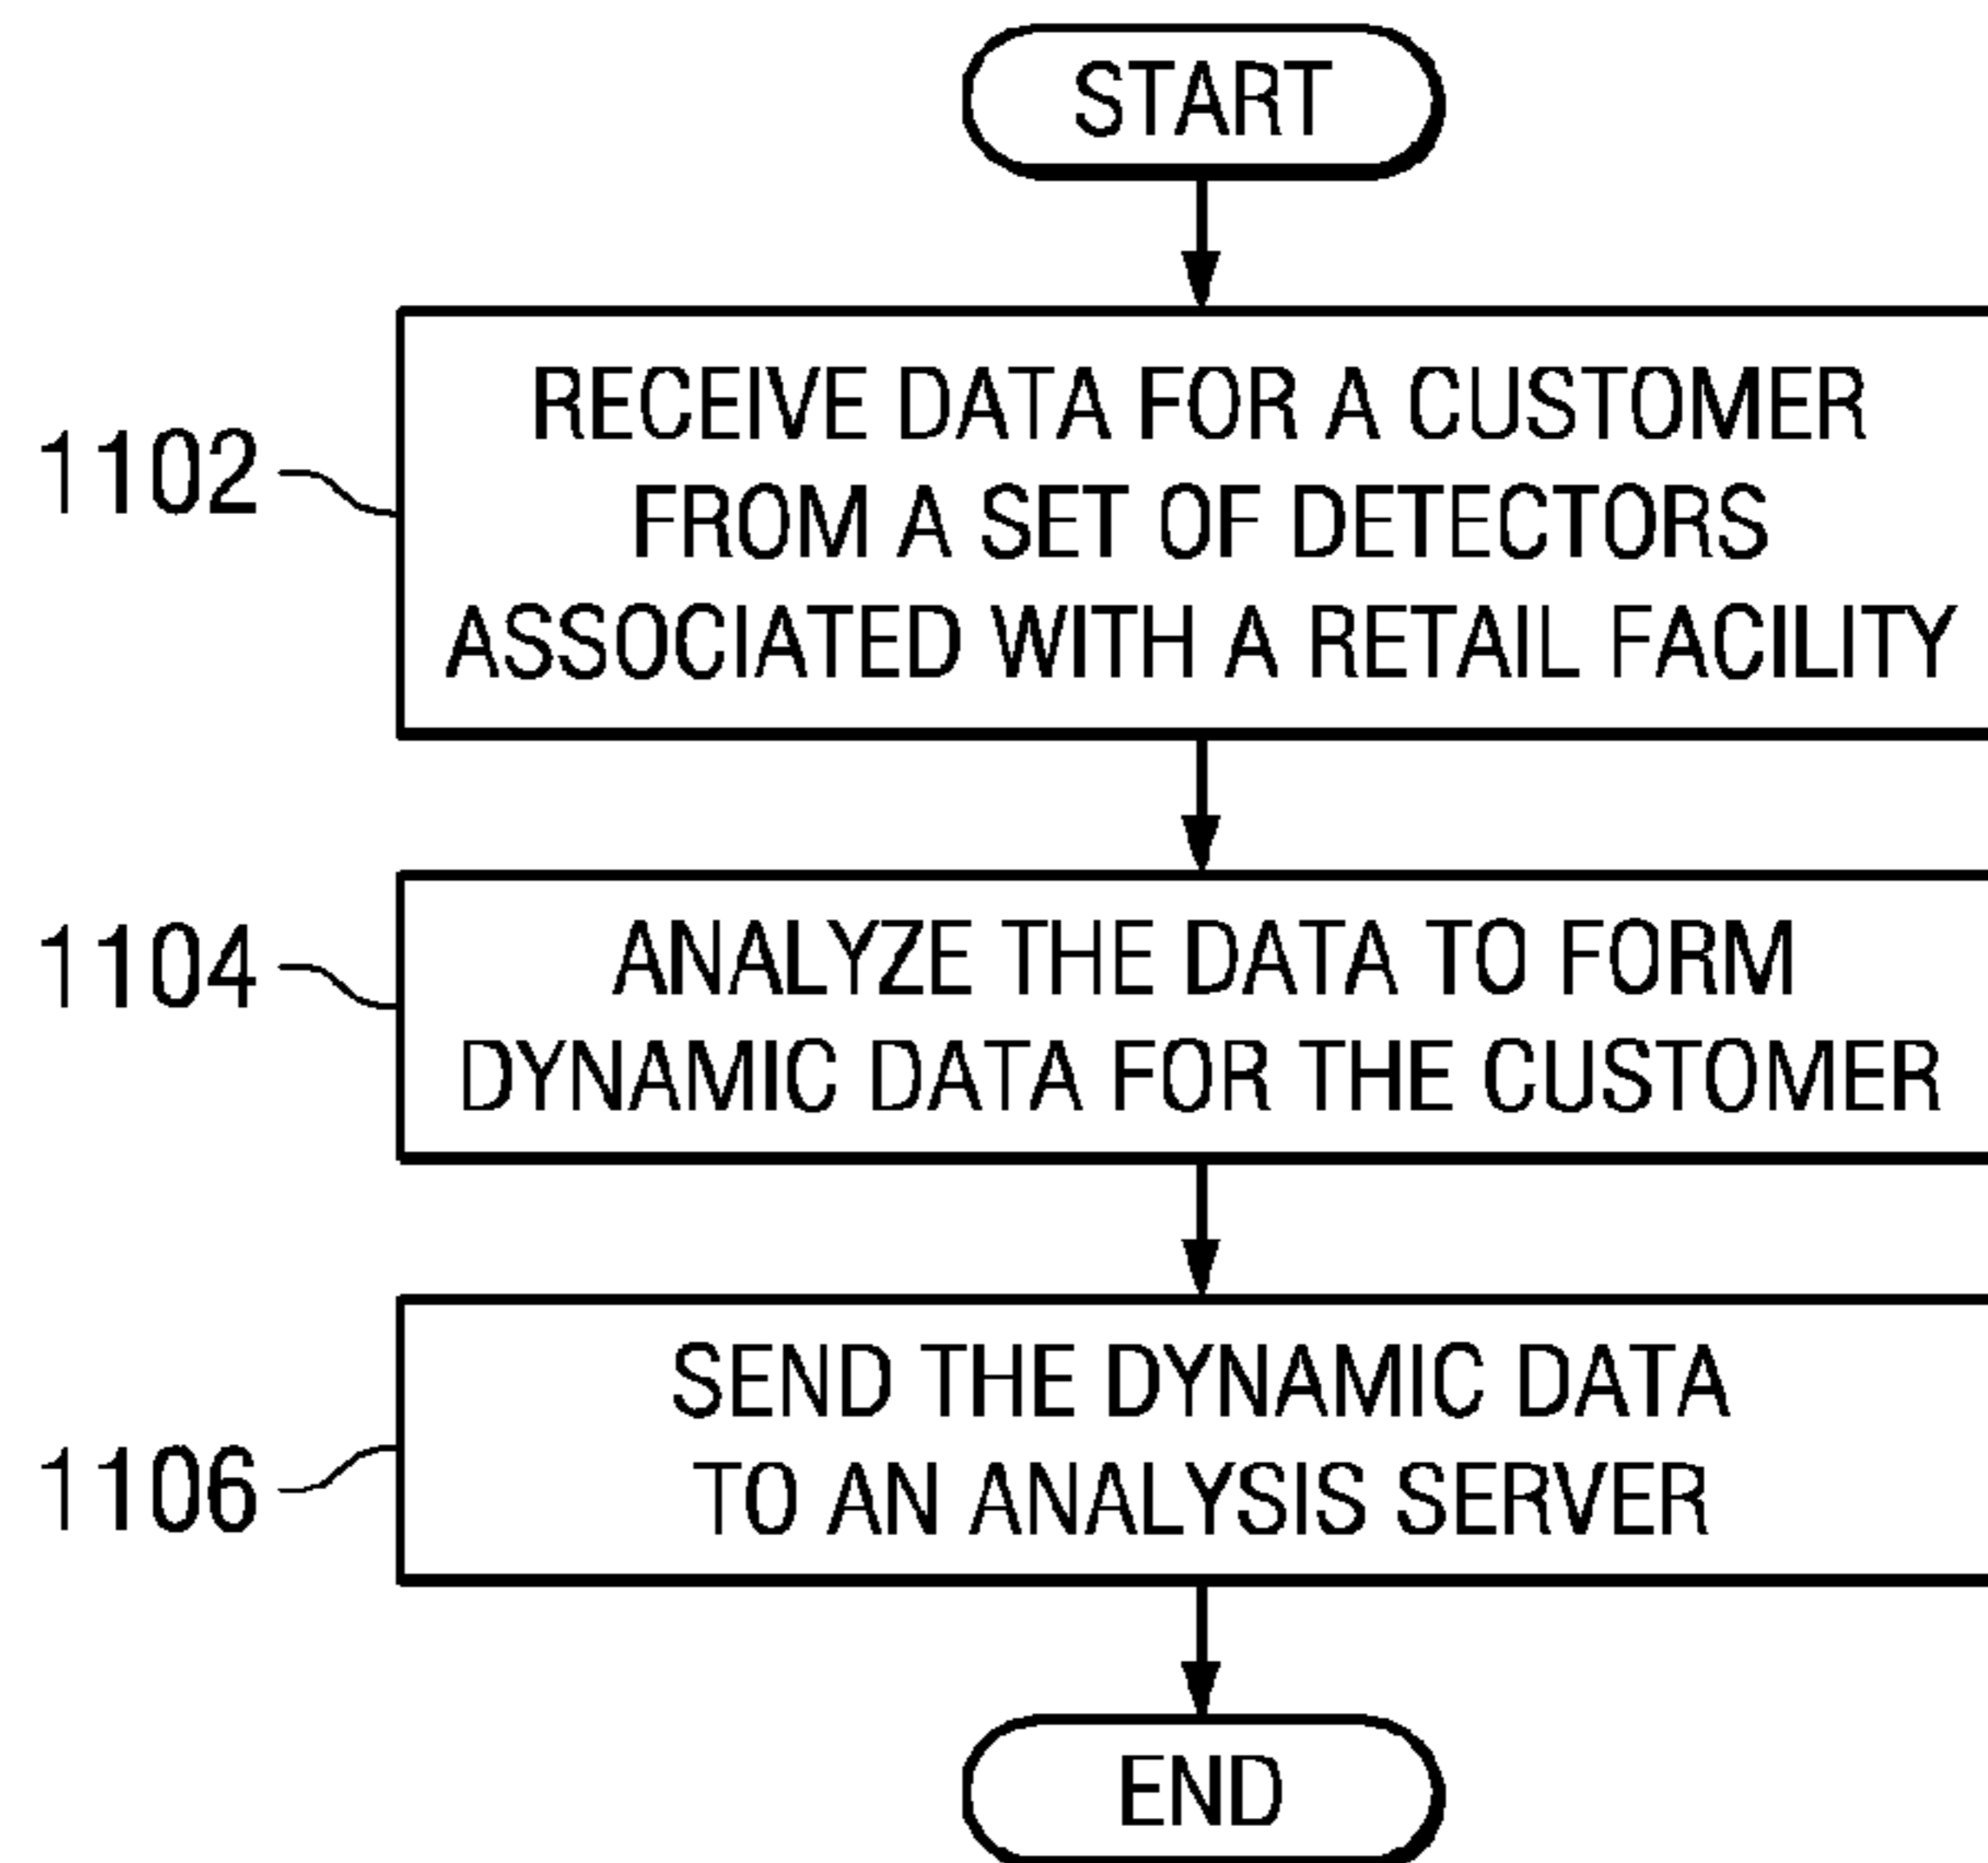 START
1102
RECEIVE DATA FOR A CUSTOMER
FROM A SET OF DETECTORS
ASSOCIATED WITH A RETAIL FACILITY
1104
ANALYZE THE DATA TO FORM
DYNAMIC DATA FOR THE CUSTOMER
1106
SEND THE DYNAMIC DATA
TO AN ANALYSIS SERVER
END